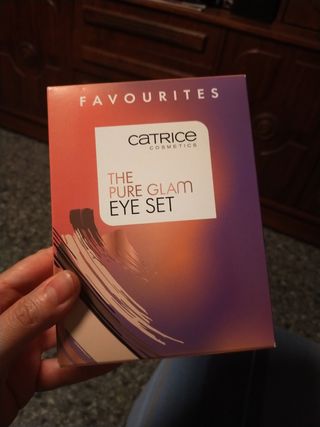 FAVOURITES
CATRICE
COSMETICS
THE
PURE GLAM
EYE SET